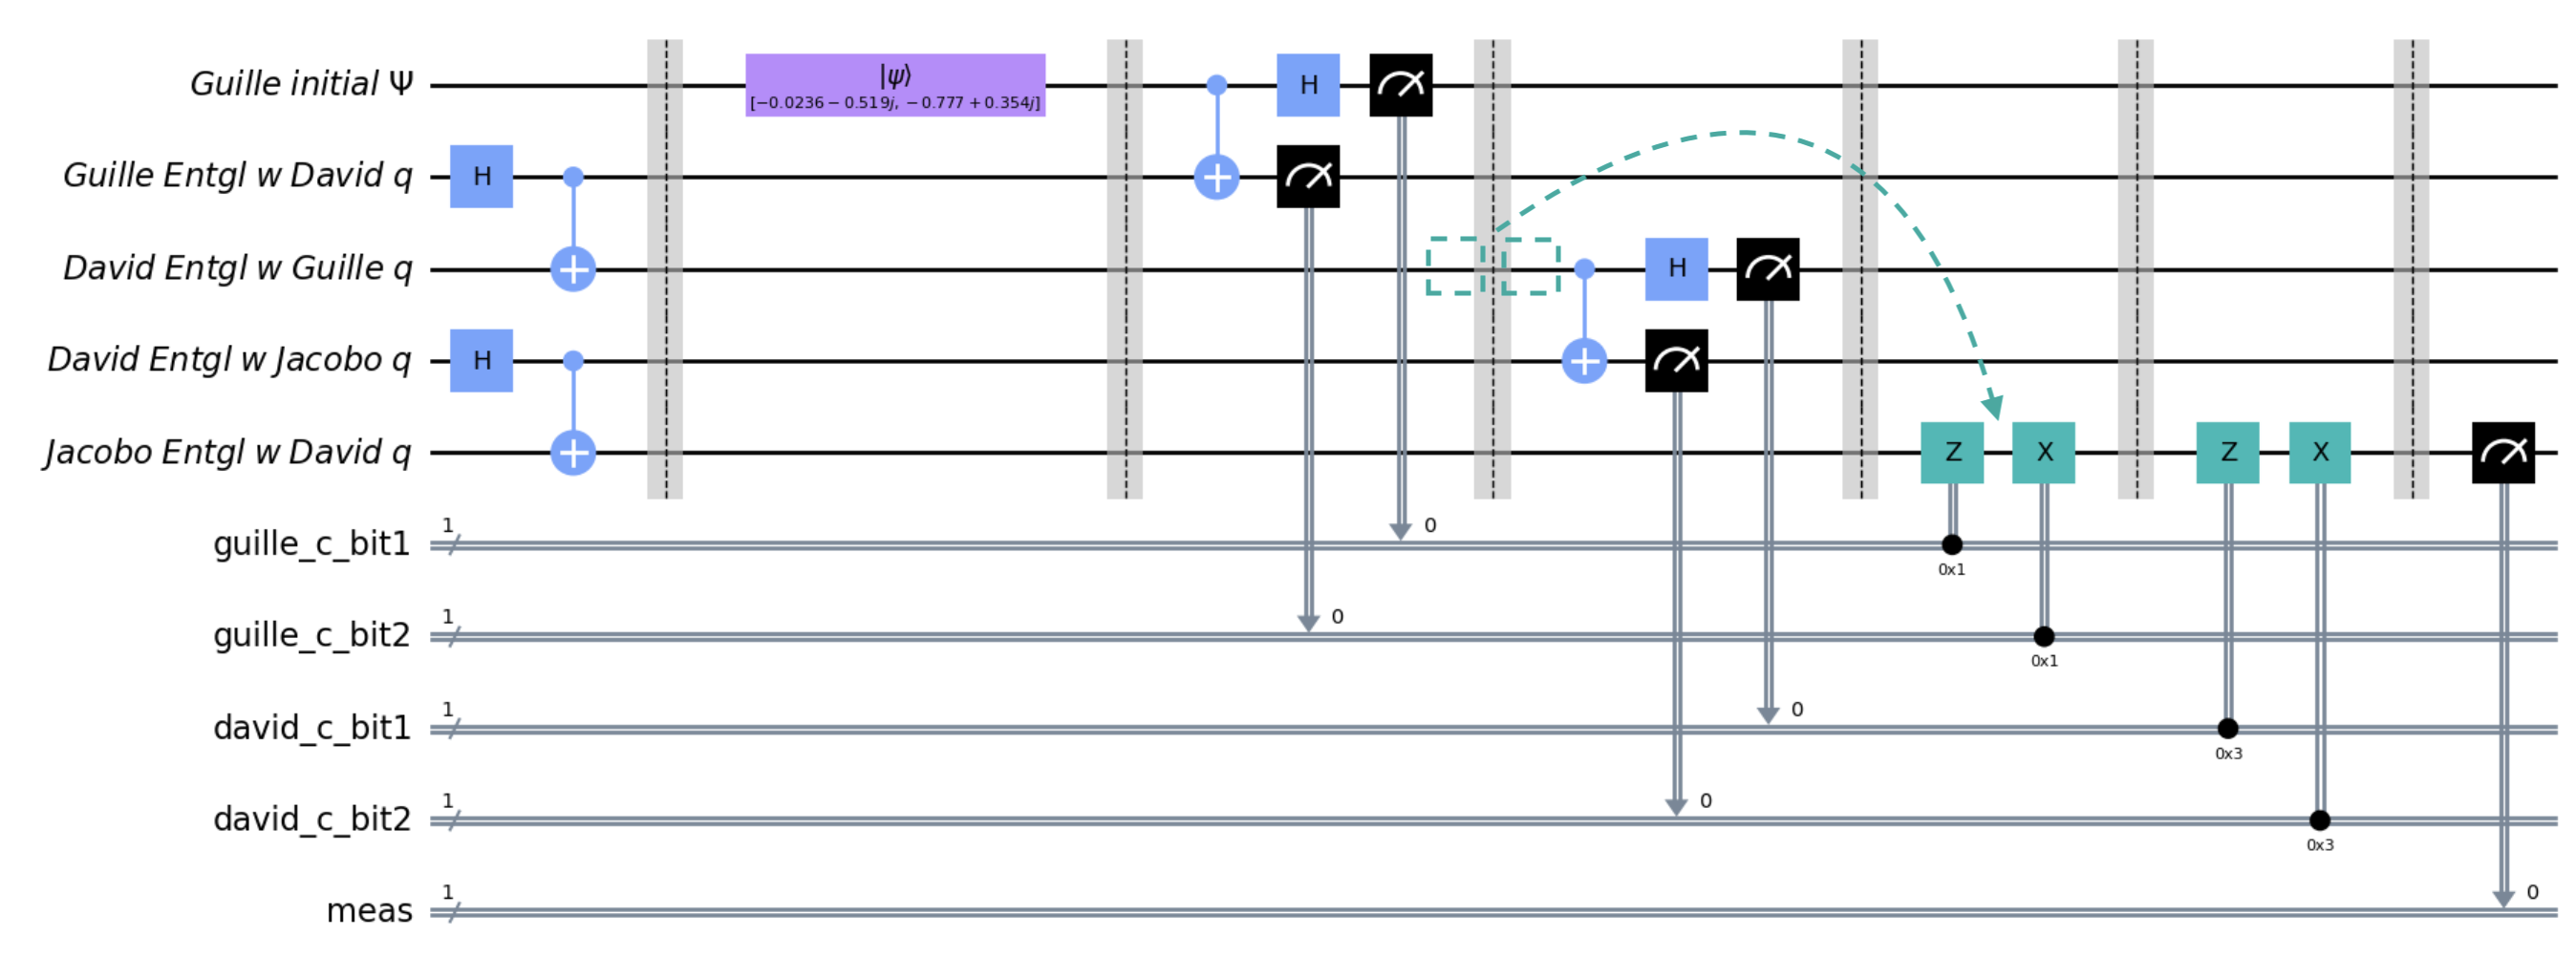 Guille initial Ψ
|ψ⟩
[−0.0236 − 0.519j, −0.777 + 0.354j]
H
Guille Entgl w David q
H
David Entgl w Guille q
H
David Entgl w Jacobo q
H
Jacobo Entgl w David q
Z X Z X
guille_c_bit1
1
0
0x1
guille_c_bit2
1
0
0x1
david_c_bit1
1
0
0x3
david_c_bit2
1
0
0x3
meas
1
0